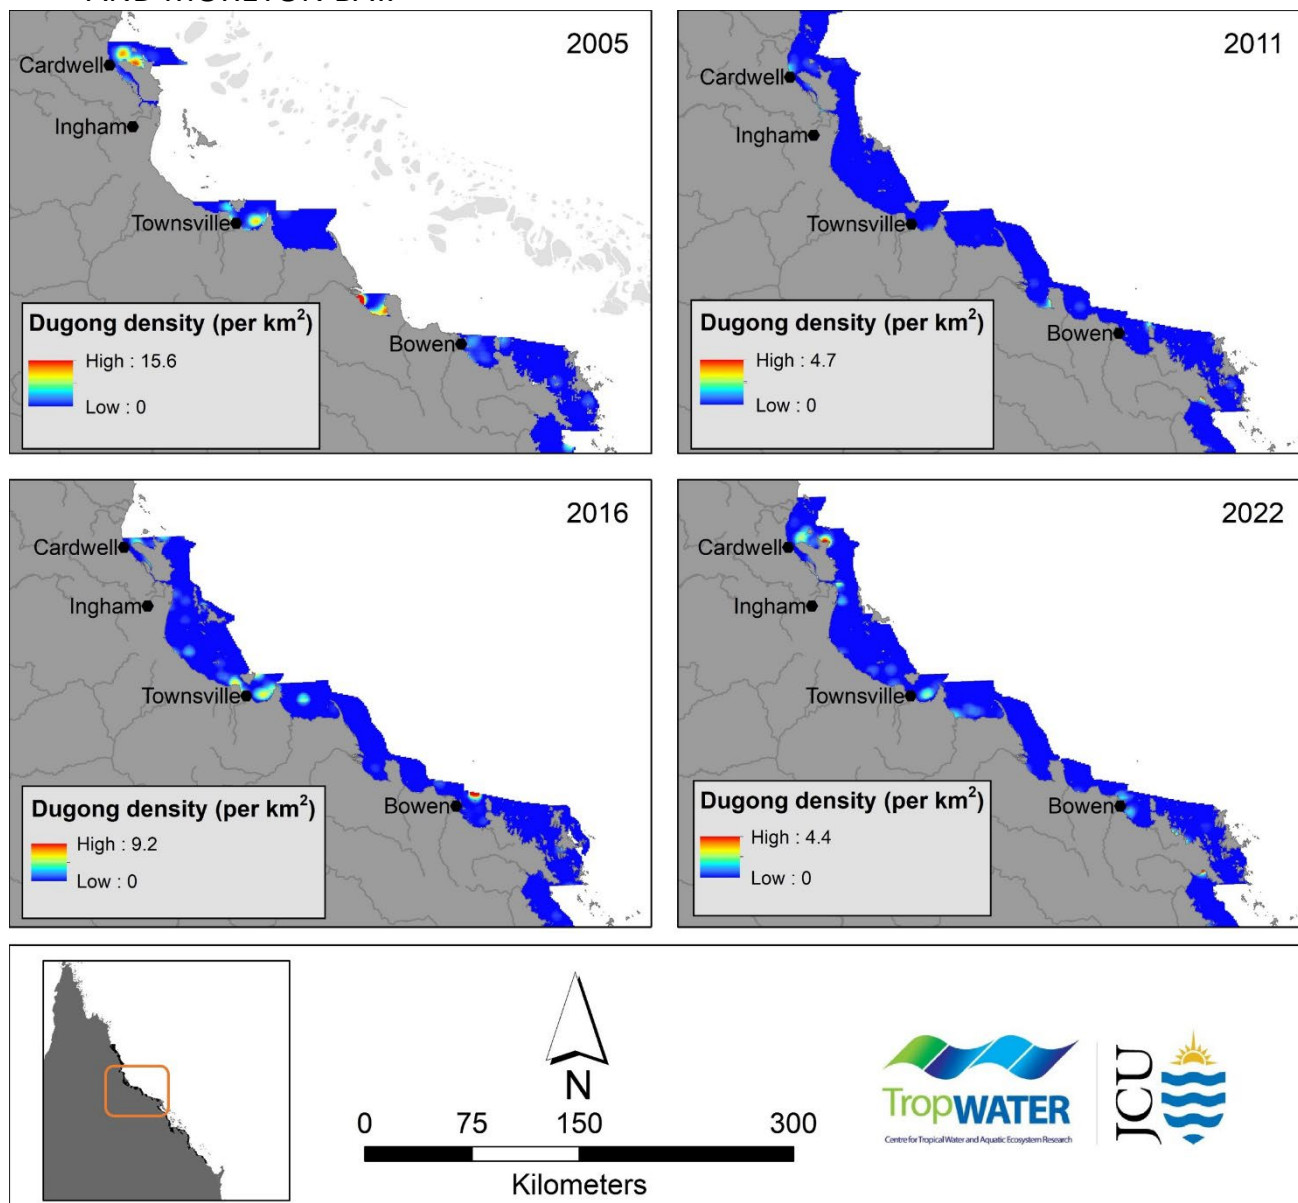 AND MORETON BAY
2005
Cardwell
Ingham
Townsville
Bowen
Dugong density (per km²)
High : 15.6
Low : 0
2011
Cardwell
Ingham
Townsville
Bowen
Dugong density (per km²)
High : 4.7
Low : 0
2016
Cardwell
Ingham
Townsville
Bowen
Dugong density (per km²)
High : 9.2
Low : 0
2022
Cardwell
Ingham
Townsville
Bowen
Dugong density (per km²)
High : 4.4
Low : 0
N
0 75 150 300
Kilometers
TropWATER
Centre for Tropical Water and Aquatic Ecosystem Research
JCU